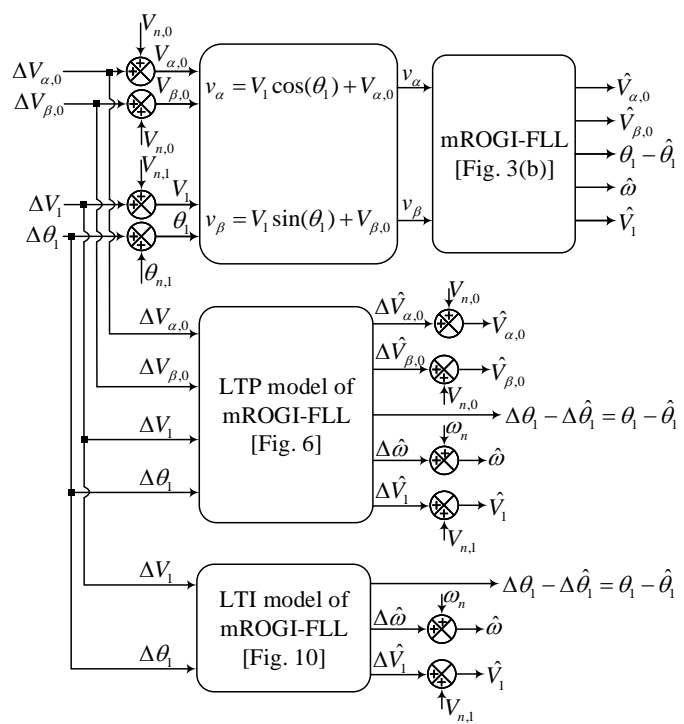 V_{n,0}
ΔV_{α,0}
V_{α,0}
ΔV_{β,0}
V_{β,0}
V_{n,0}
v_α = V_1 cos(θ_1) + V_{α,0}
v_α
V_{n,1}
ΔV_1
V_1
Δθ_1
θ_1
θ_{n,1}
v_β = V_1 sin(θ_1) + V_{β,0}
v_β
mROGI-FLL
[Fig. 3(b)]
V̂_{α,0}
V̂_{β,0}
θ_1 − θ̂_1
ω̂
V̂_1
ΔV_{α,0}
ΔV_{β,0}
ΔV_1
Δθ_1
LTP model of
mROGI-FLL
[Fig. 6]
V_{n,0}
ΔV̂_{α,0}
V̂_{α,0}
ΔV̂_{β,0}
V̂_{β,0}
V_{n,0}
Δθ_1 − Δθ̂_1 = θ_1 − θ̂_1
ω_n
Δω̂
ω̂
ΔV̂_1
V̂_1
V_{n,1}
ΔV_1
Δθ_1
LTI model of
mROGI-FLL
[Fig. 10]
Δθ_1 − Δθ̂_1 = θ_1 − θ̂_1
ω_n
Δω̂
ω̂
ΔV̂_1
V̂_1
V_{n,1}